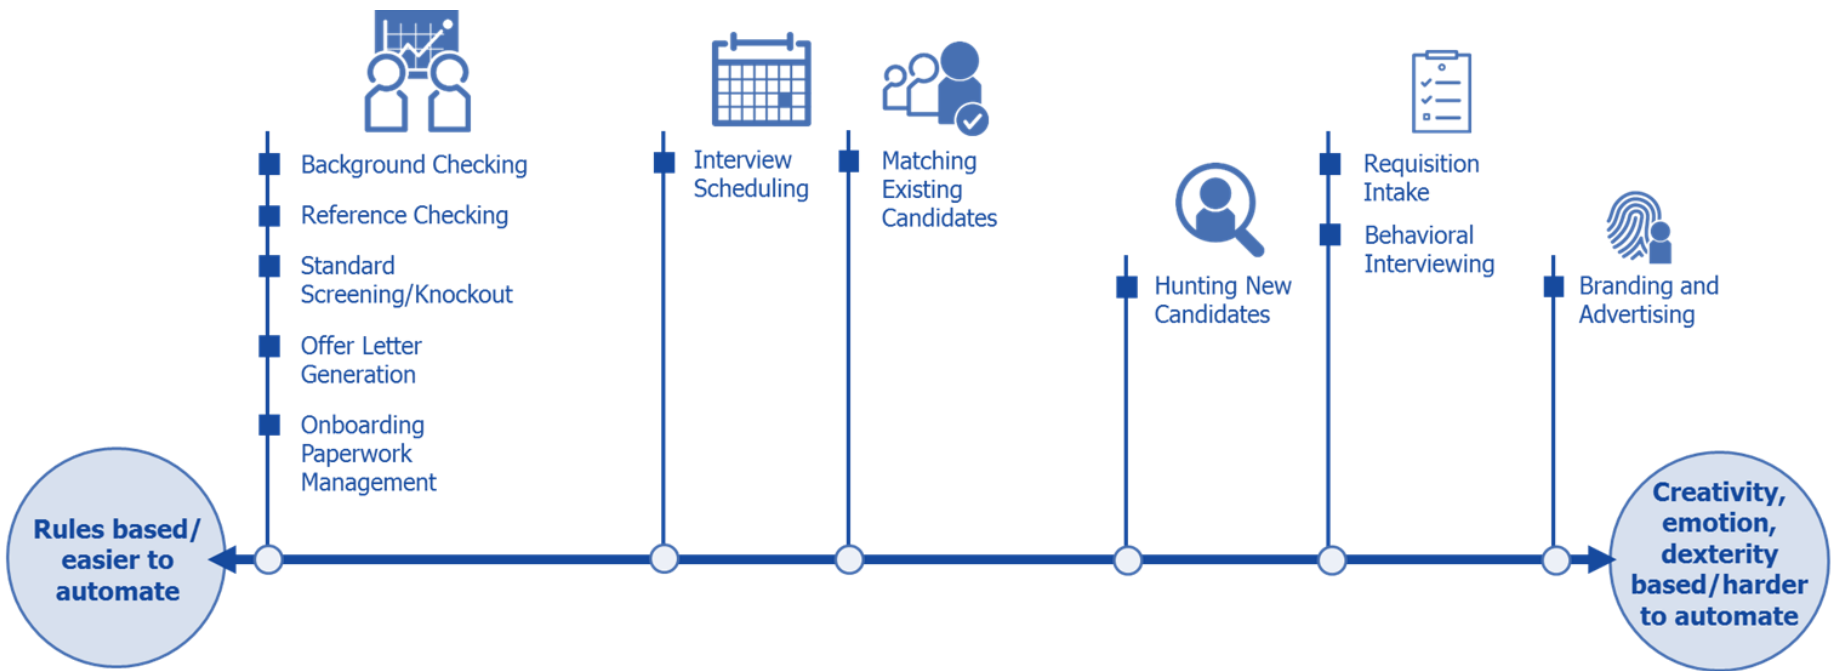 Background Checking
Reference Checking
Standard
Screening/Knockout
Offer Letter
Generation
Onboarding
Paperwork
Management
Interview
Scheduling
Matching
Existing
Candidates
Hunting New
Candidates
Requisition
Intake
Behavioral
Interviewing
Branding and
Advertising
Rules based/
easier to
automate
Creativity,
emotion,
dexterity
based/harder
to automate